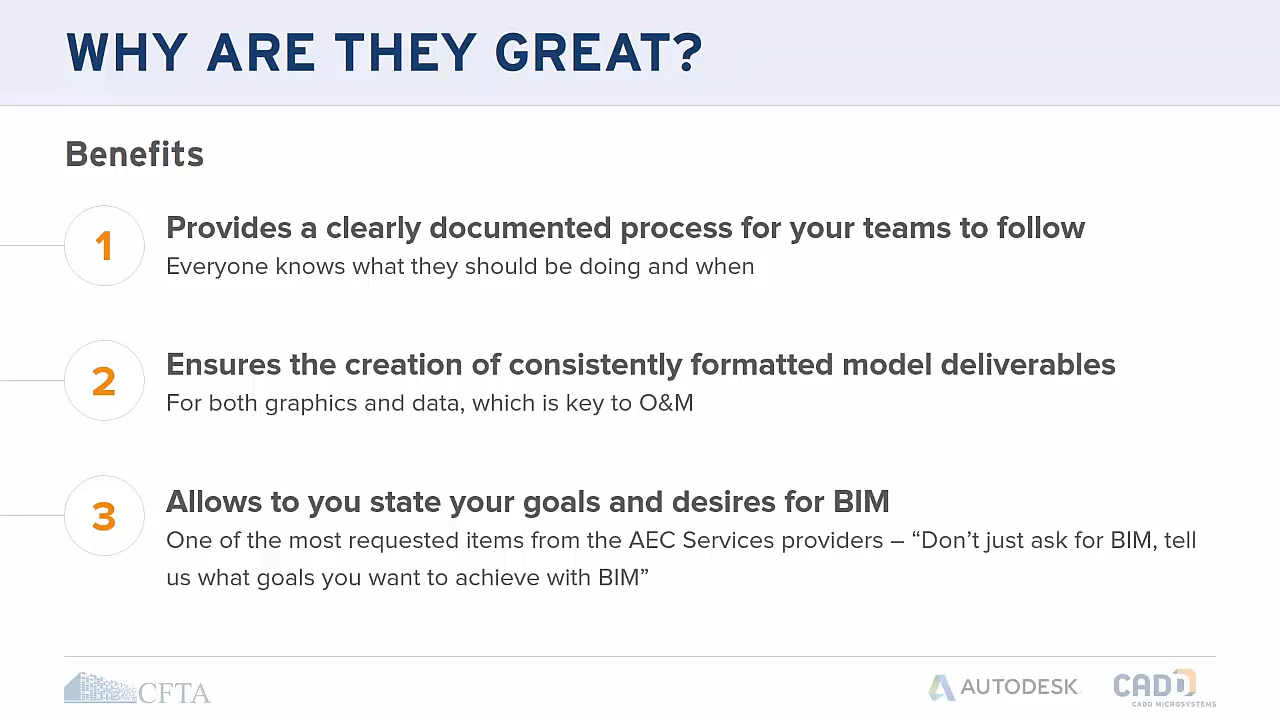 WHY ARE THEY GREAT?
Benefits
1
Provides a clearly documented process for your teams to follow
Everyone knows what they should be doing and when
2
Ensures the creation of consistently formatted model deliverables
For both graphics and data, which is key to O&M
3
Allows to you state your goals and desires for BIM
One of the most requested items from the AEC Services providers – “Don’t just ask for BIM, tell
us what goals you want to achieve with BIM”
CFTA
AUTODESK
CADD
CADD MICROSYSTEMS